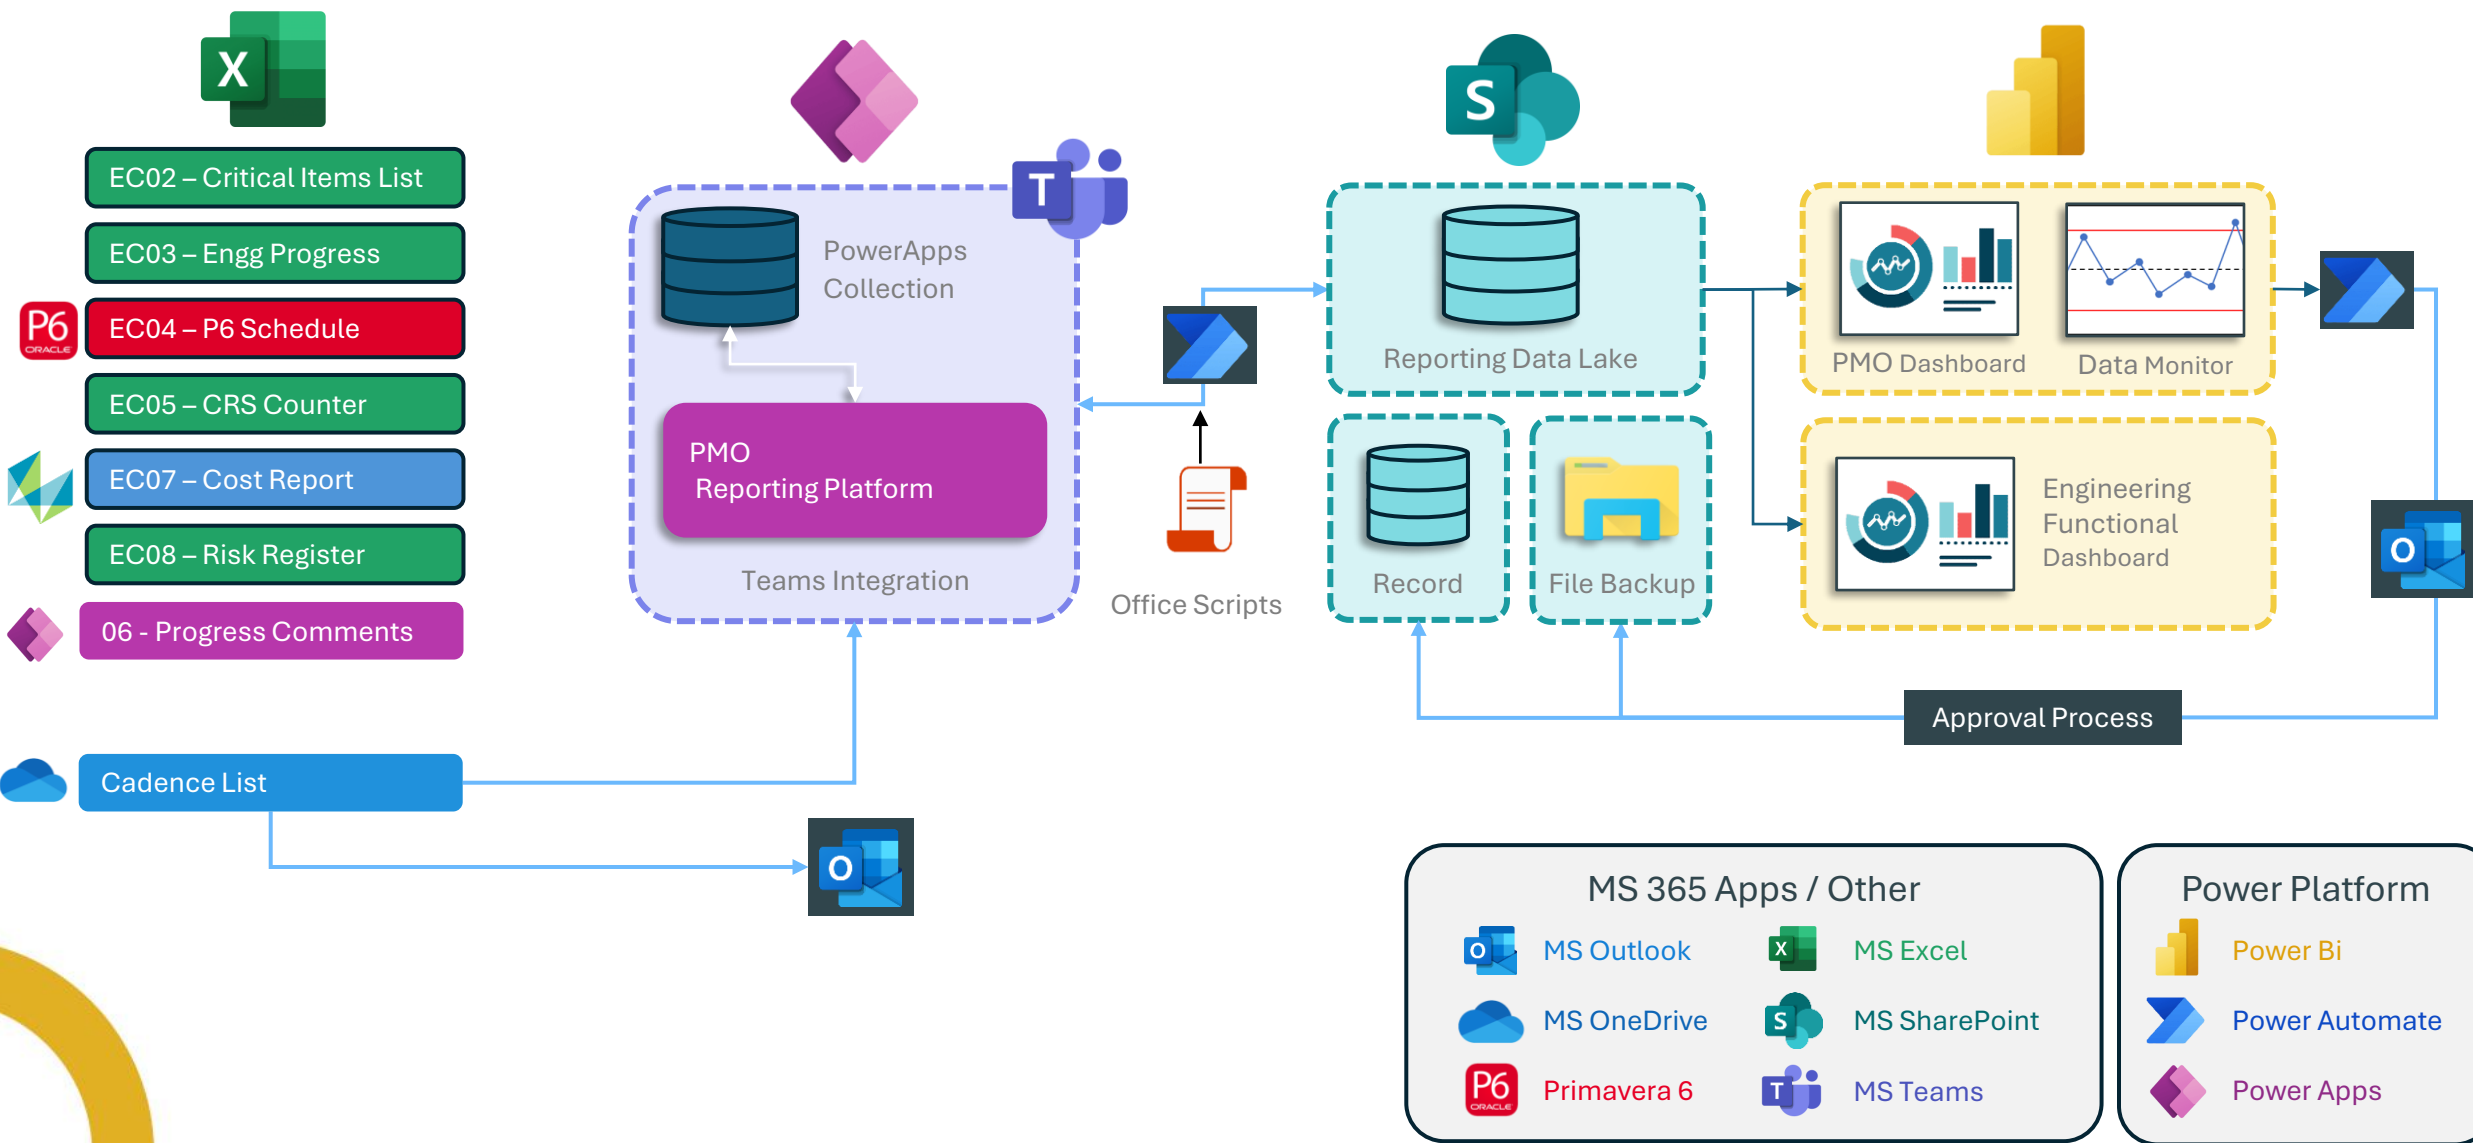 X
EC02 – Critical Items List
EC03 – Engg Progress
P6
ORACLE
EC04 – P6 Schedule
EC05 – CRS Counter
EC07 – Cost Report
EC08 – Risk Register
06 - Progress Comments
Cadence List
O
T
PowerApps
Collection
PMO
Reporting Platform
Teams Integration
Office Scripts
S
Reporting Data Lake
Record
File Backup
PMO Dashboard
Data Monitor
Engineering
Functional
Dashboard
O
Approval Process
MS 365 Apps / Other
O
MS Outlook
X
MS Excel
MS OneDrive
S
MS SharePoint
P6
ORACLE
Primavera 6
T
MS Teams
Power Platform
Power Bi
Power Automate
Power Apps